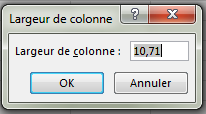 Largeur de colonne
Largeur de colonne : 10,71
OK Annuler